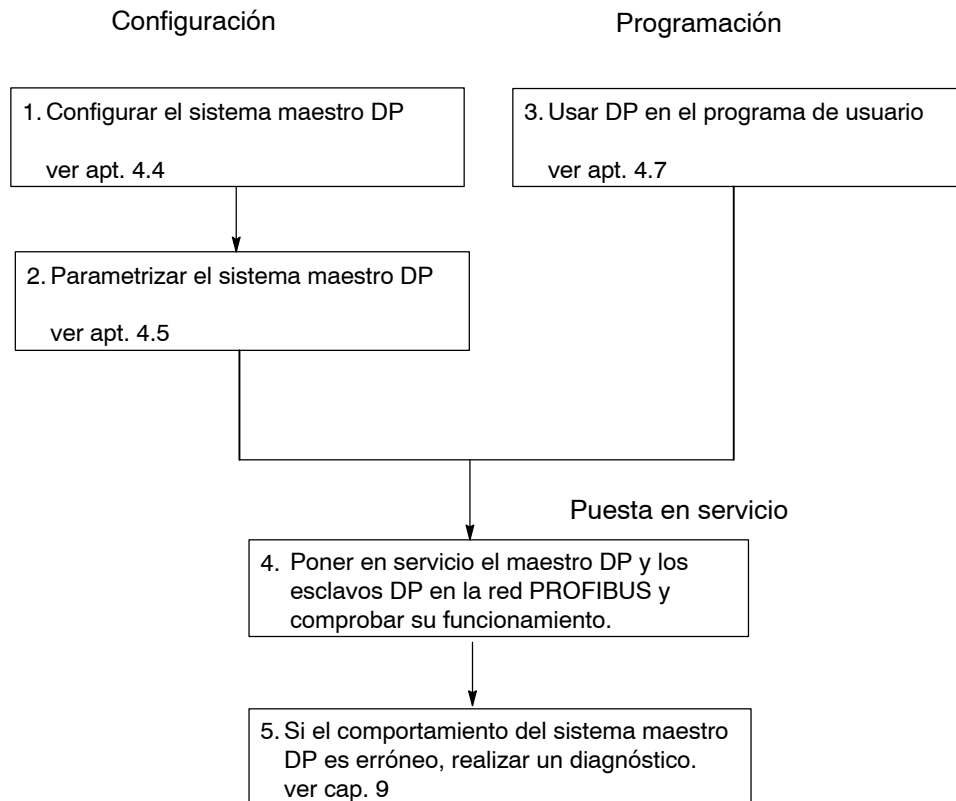 Configuración
Programación
1. Configurar el sistema maestro DP
ver apt. 4.4
3. Usar DP en el programa de usuario
ver apt. 4.7
2. Parametrizar el sistema maestro DP
ver apt. 4.5
Puesta en servicio
4. Poner en servicio el maestro DP y los
esclavos DP en la red PROFIBUS y
comprobar su funcionamiento.
5. Si el comportamiento del sistema maestro
DP es erróneo, realizar un diagnóstico.
ver cap. 9